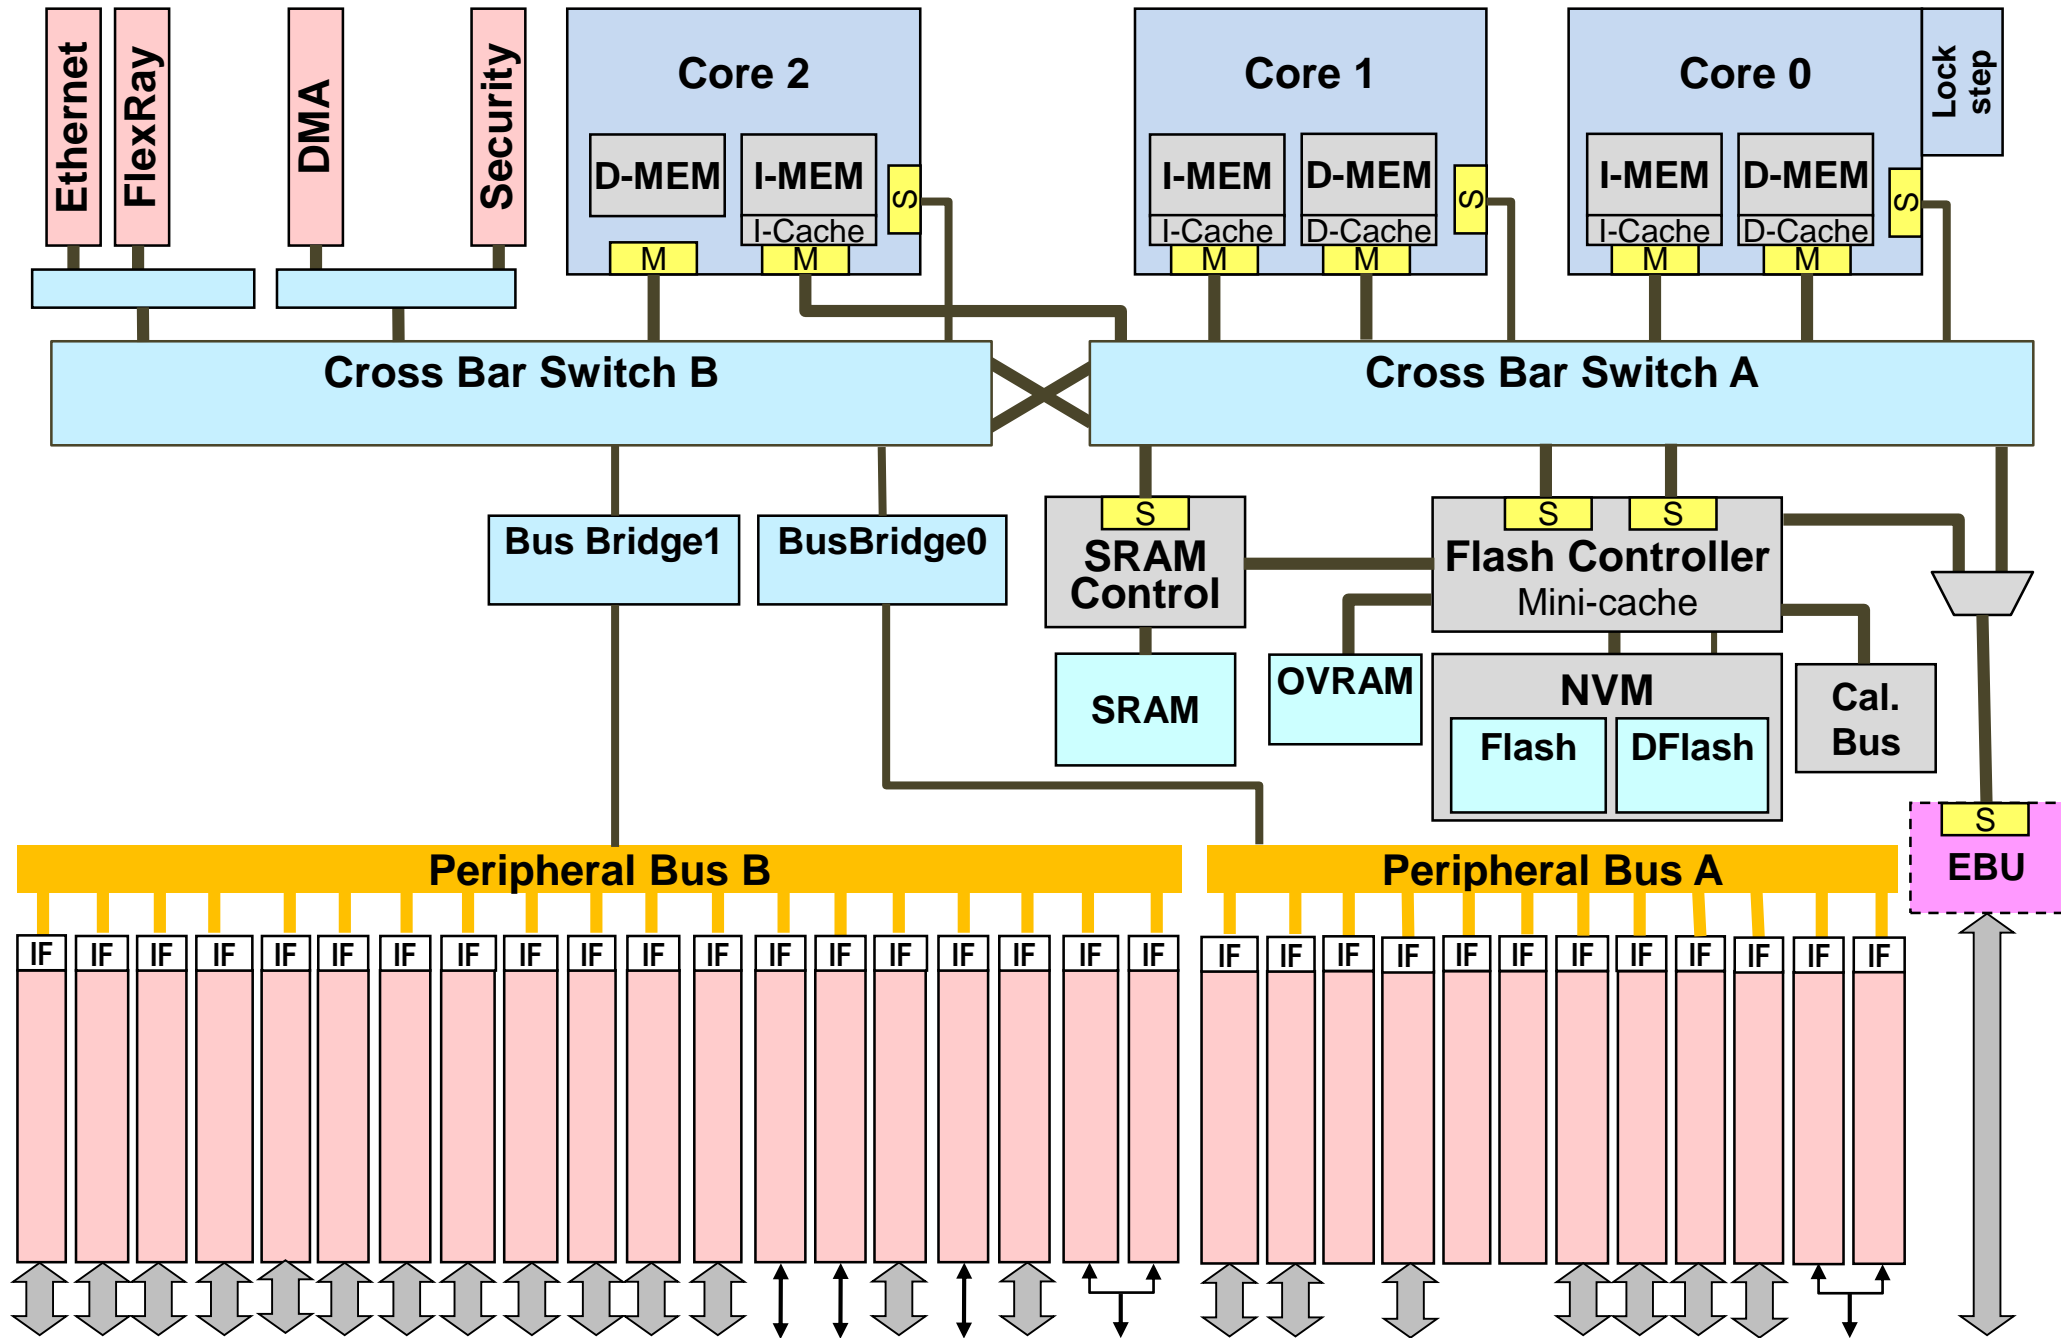 Ethernet
FlexRay
DMA
Security
Core 2
D-MEM
I-MEM
I-Cache
M
M
S
Core 1
I-MEM
D-MEM
I-Cache
D-Cache
M
M
S
Core 0
I-MEM
D-MEM
I-Cache
D-Cache
M
M
S
Lock
step
Cross Bar Switch B
Cross Bar Switch A
Bus Bridge1
BusBridge0
S
SRAM
Control
S
S
Flash Controller
Mini-cache
SRAM
OVRAM
NVM
Flash
DFlash
Cal.
Bus
S
EBU
Peripheral Bus B
Peripheral Bus A
IF IF IF IF IF IF IF IF IF IF IF IF IF IF IF IF IF IF IF
IF IF IF IF IF IF IF IF IF IF IF IF